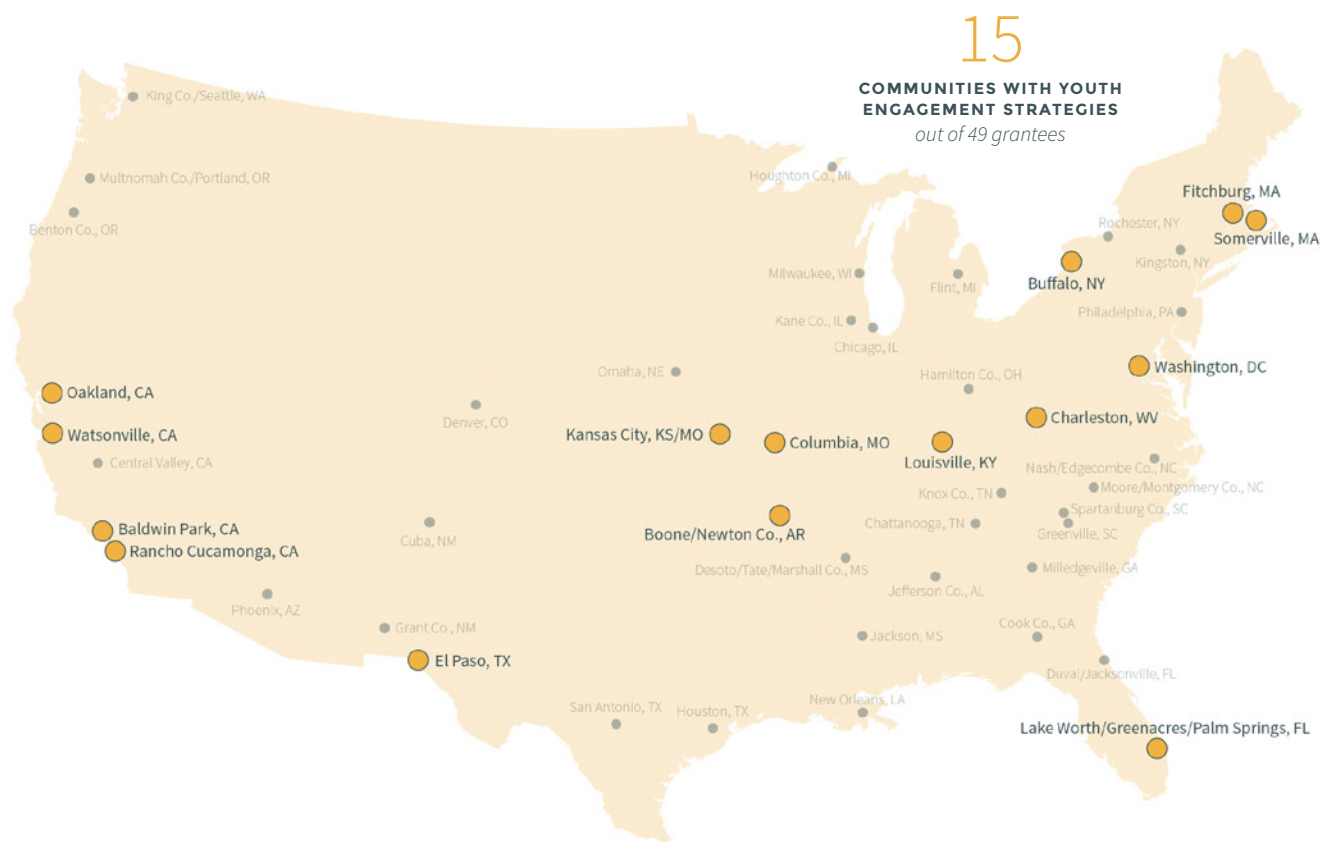 15
COMMUNITIES WITH YOUTH
ENGAGEMENT STRATEGIES
out of 49 grantees
King Co./Seattle, WA
Multnomah Co./Portland, OR
Houghton Co., MI
Fitchburg, MA
Benton Co., OR
Rochester, NY
Somerville, MA
Kingston, NY
Milwaukee, WI
Flint, MI
Buffalo, NY
Philadelphia, PA
Kane Co., IL
Chicago, IL
Washington, DC
Omaha, NE
Hamilton Co., OH
Oakland, CA
Denver, CO
Charleston, WV
Watsonville, CA
Kansas City, KS/MO
Columbia, MO
Louisville, KY
Central Valley, CA
Nash/Edgecombe Co., NC
Moore/Montgomery Co., NC
Knox Co., TN
Spartanburg Co., SC
Baldwin Park, CA
Chattanooga, TN
Greenville, SC
Boone/Newton Co., AR
Cuba, NM
Rancho Cucamonga, CA
Desoto/Tate/Marshall Co., MS
Milledgeville, GA
Jefferson Co., AL
Phoenix, AZ
Grant Co., NM
Cook Co., GA
Jackson, MS
El Paso, TX
Duval/Jacksonville, FL
San Antonio, TX
Houston, TX
New Orleans, LA
Lake Worth/Greenacres/Palm Springs, FL